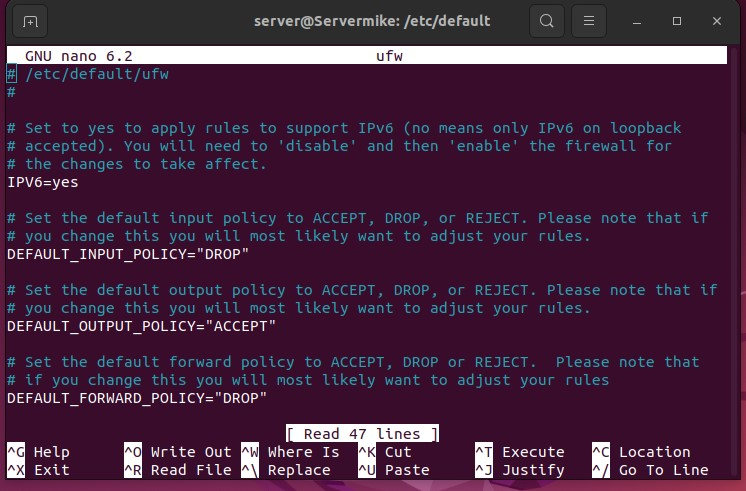 server@Servermike: /etc/default
GNU nano 6.2 ufw
# /etc/default/ufw
#
# Set to yes to apply rules to support IPv6 (no means only IPv6 on loopback
# accepted). You will need to 'disable' and then 'enable' the firewall for
# the changes to take affect.
IPV6=yes
# Set the default input policy to ACCEPT, DROP, or REJECT. Please note that if
# you change this you will most likely want to adjust your rules.
DEFAULT_INPUT_POLICY="DROP"
# Set the default output policy to ACCEPT, DROP, or REJECT. Please note that if
# you change this you will most likely want to adjust your rules.
DEFAULT_OUTPUT_POLICY="ACCEPT"
# Set the default forward policy to ACCEPT, DROP or REJECT.  Please note that
# if you change this you will most likely want to adjust your rules
DEFAULT_FORWARD_POLICY="DROP"
[ Read 47 lines ]
^G Help ^O Write Out ^W Where Is ^K Cut ^T Execute ^C Location
^X Exit ^R Read File ^\ Replace ^U Paste ^J Justify ^/ Go To Line